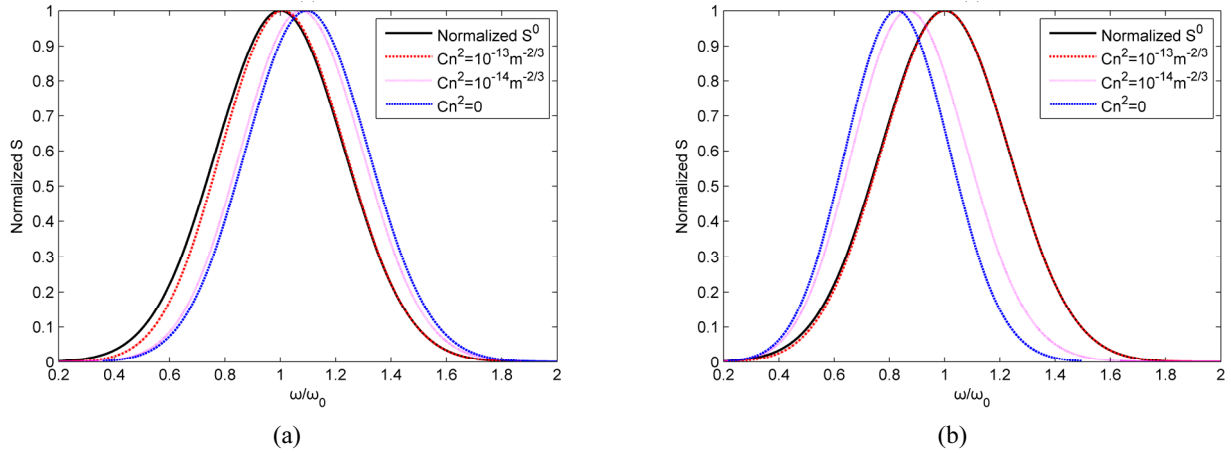 1
0.9
0.8
0.7
0.6
0.5
0.4
0.3
0.2
0.1
0
Normalized S
Normalized S⁰
Cn²=10⁻¹³m⁻²/³
Cn²=10⁻¹⁴m⁻²/³
Cn²=0
0.2 0.4 0.6 0.8 1 1.2 1.4 1.6 1.8 2
ω/ω₀
(a)
1
0.9
0.8
0.7
0.6
0.5
0.4
0.3
0.2
0.1
0
Normalized S
Normalized S⁰
Cn²=10⁻¹³m⁻²/³
Cn²=10⁻¹⁴m⁻²/³
Cn²=0
0.2 0.4 0.6 0.8 1 1.2 1.4 1.6 1.8 2
ω/ω₀
(b)